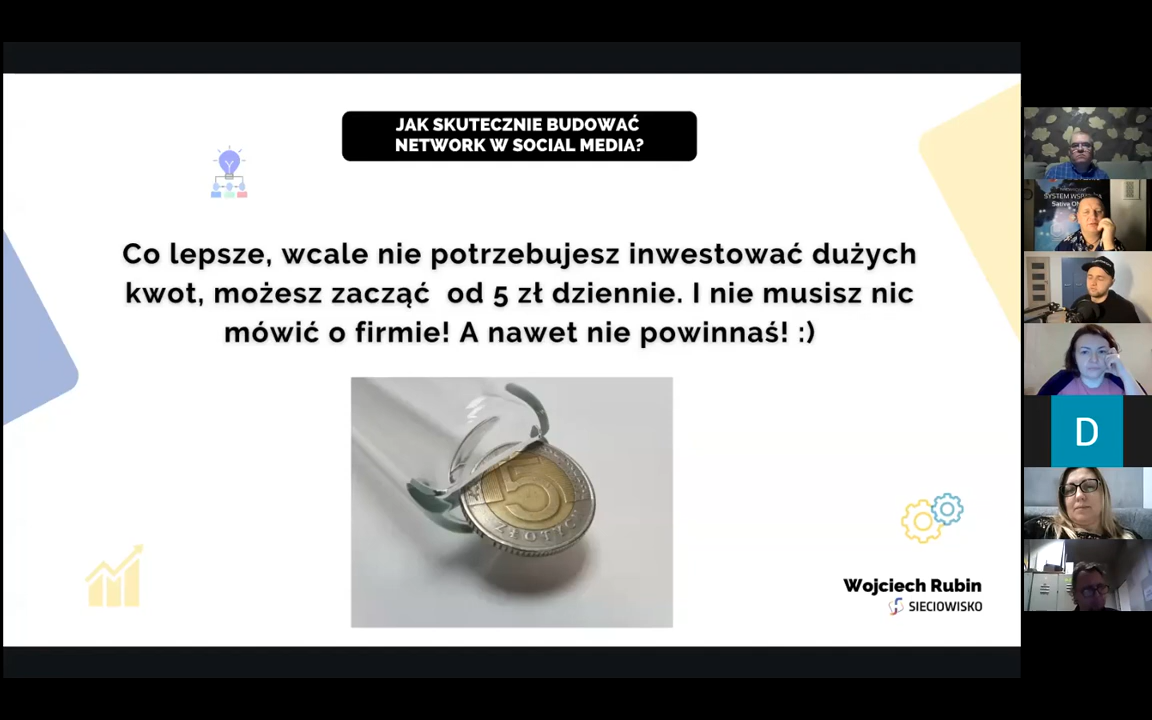 JAK SKUTECZNIE BUDOWAĆ
NETWORK W SOCIAL MEDIA?
Co lepsze, wcale nie potrzebujesz inwestować dużych
kwot, możesz zacząć od 5 zł dziennie. I nie musisz nic
mówić o firmie! A nawet nie powinnaś! :)
5
ZŁOTYCH
Wojciech Rubin
SIECIOWISKO
D